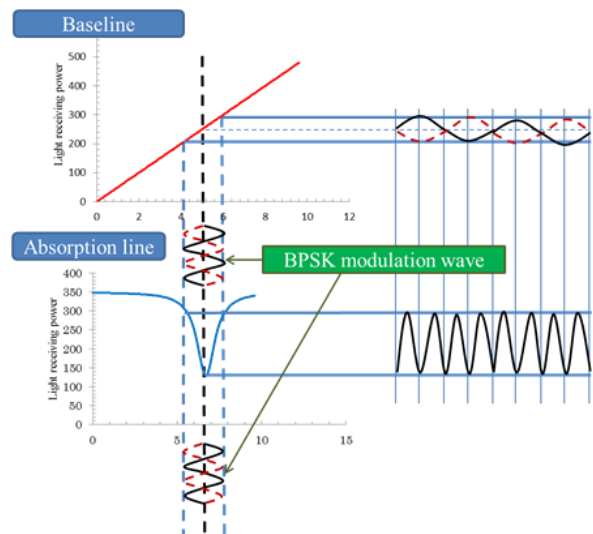 Baseline
Light receiving power
500
400
300
200
100
0
0 2 4 6 8 10 12
BPSK modulation wave
Absorption line
Light receiving power
400
350
300
250
200
150
100
50
0
0 5 10 15